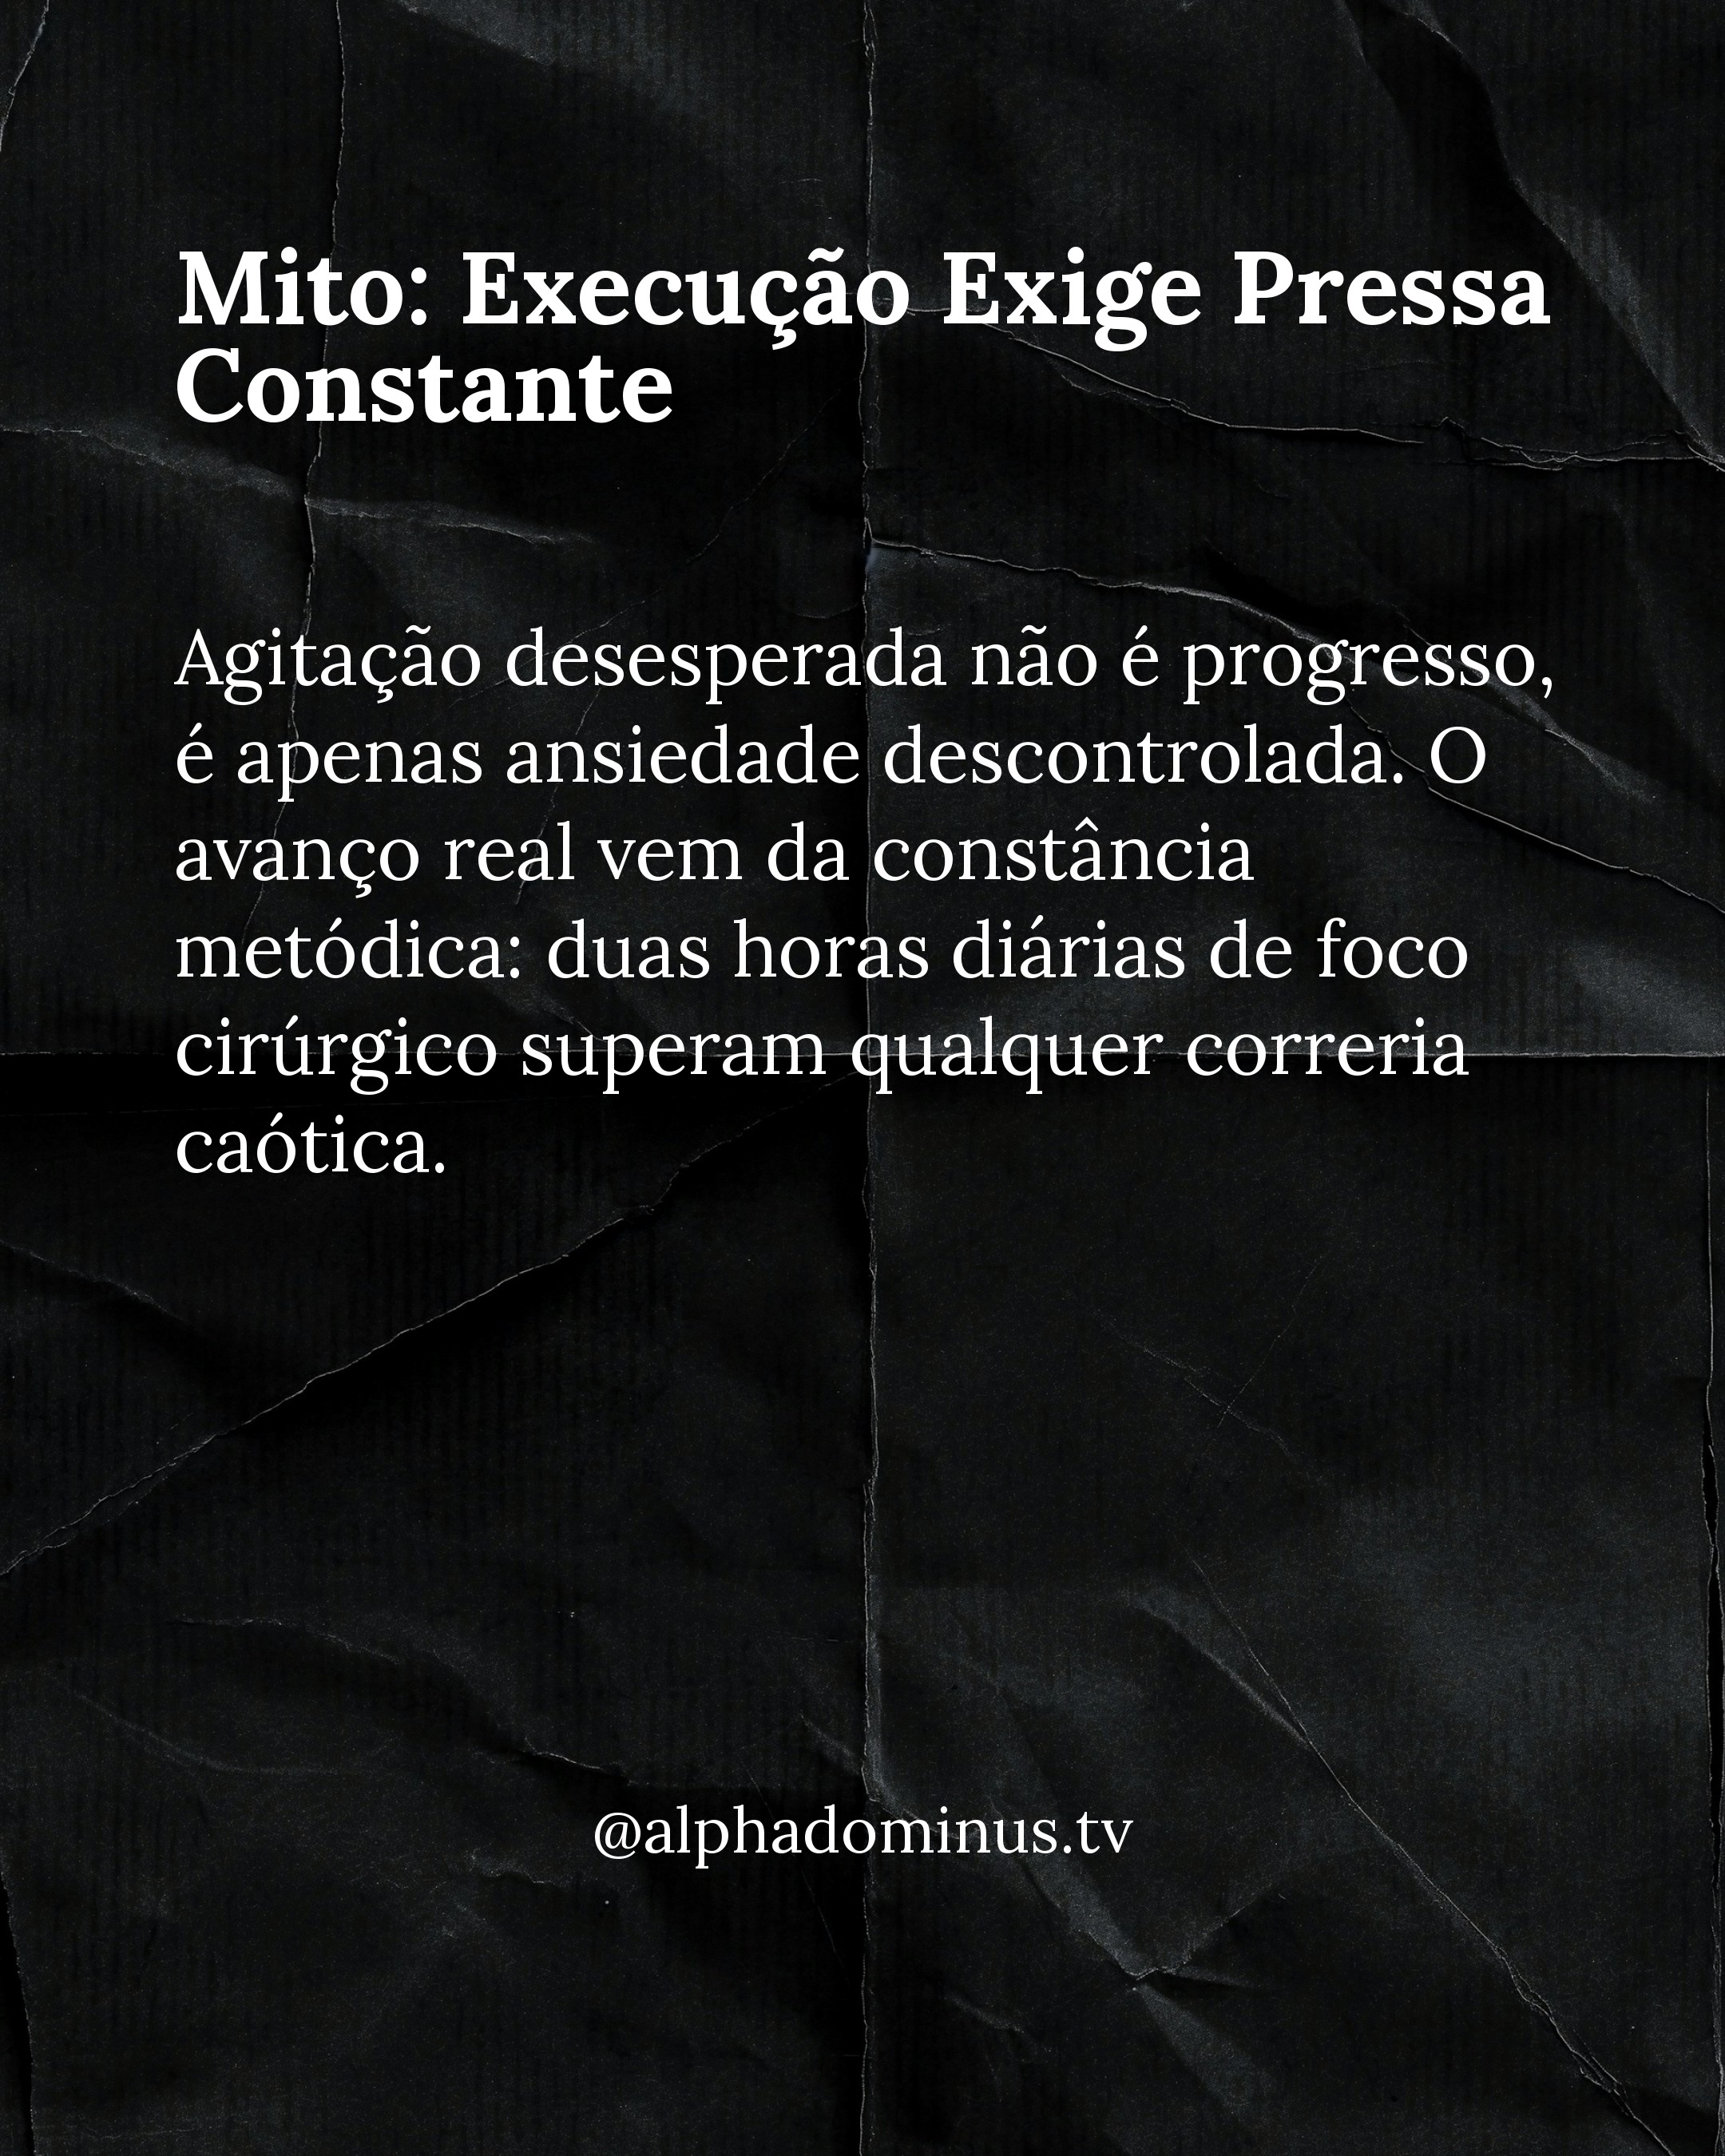 Mito: Execução Exige Pressa
Constante
Agitação desesperada não é progresso,
é apenas ansiedade descontrolada. O
avanço real vem da constância
metódica: duas horas diárias de foco
cirúrgico superam qualquer correria
caótica.
@alphadominus.tv